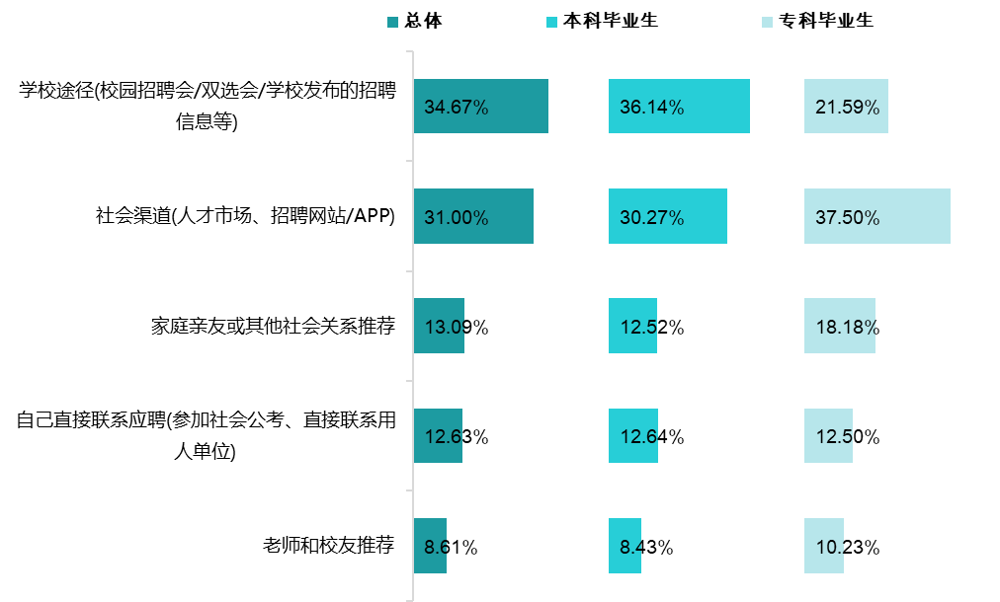 总体 本科毕业生 专科毕业生
学校途径(校园招聘会/双选会/学校发布的招聘
信息等)
34.67% 36.14% 21.59%
社会渠道(人才市场、招聘网站/APP)
31.00% 30.27% 37.50%
家庭亲友或其他社会关系推荐
13.09% 12.52% 18.18%
自己直接联系应聘(参加社会公考、直接联系用
人单位)
12.63% 12.64% 12.50%
老师和校友推荐
8.61% 8.43% 10.23%